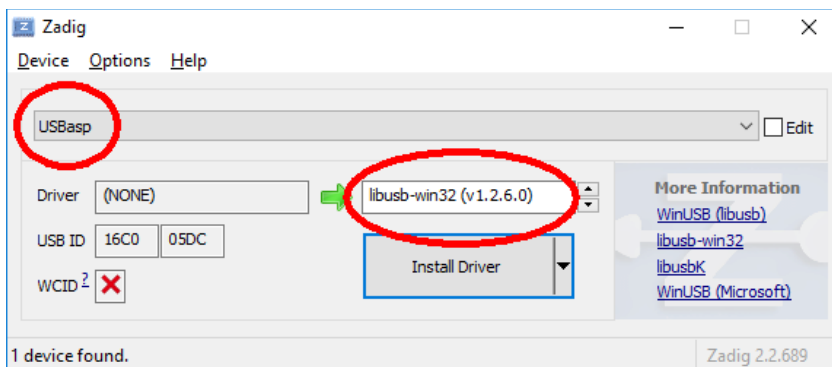 Zadig
Device Options Help
USBasp
Edit
Driver (NONE) libusb-win32 (v1.2.6.0)
USB ID 16C0 05DC
WCID ?
Install Driver
More Information
WinUSB (libusb)
libusb-win32
libusbK
WinUSB (Microsoft)
1 device found.
Zadig 2.2.689